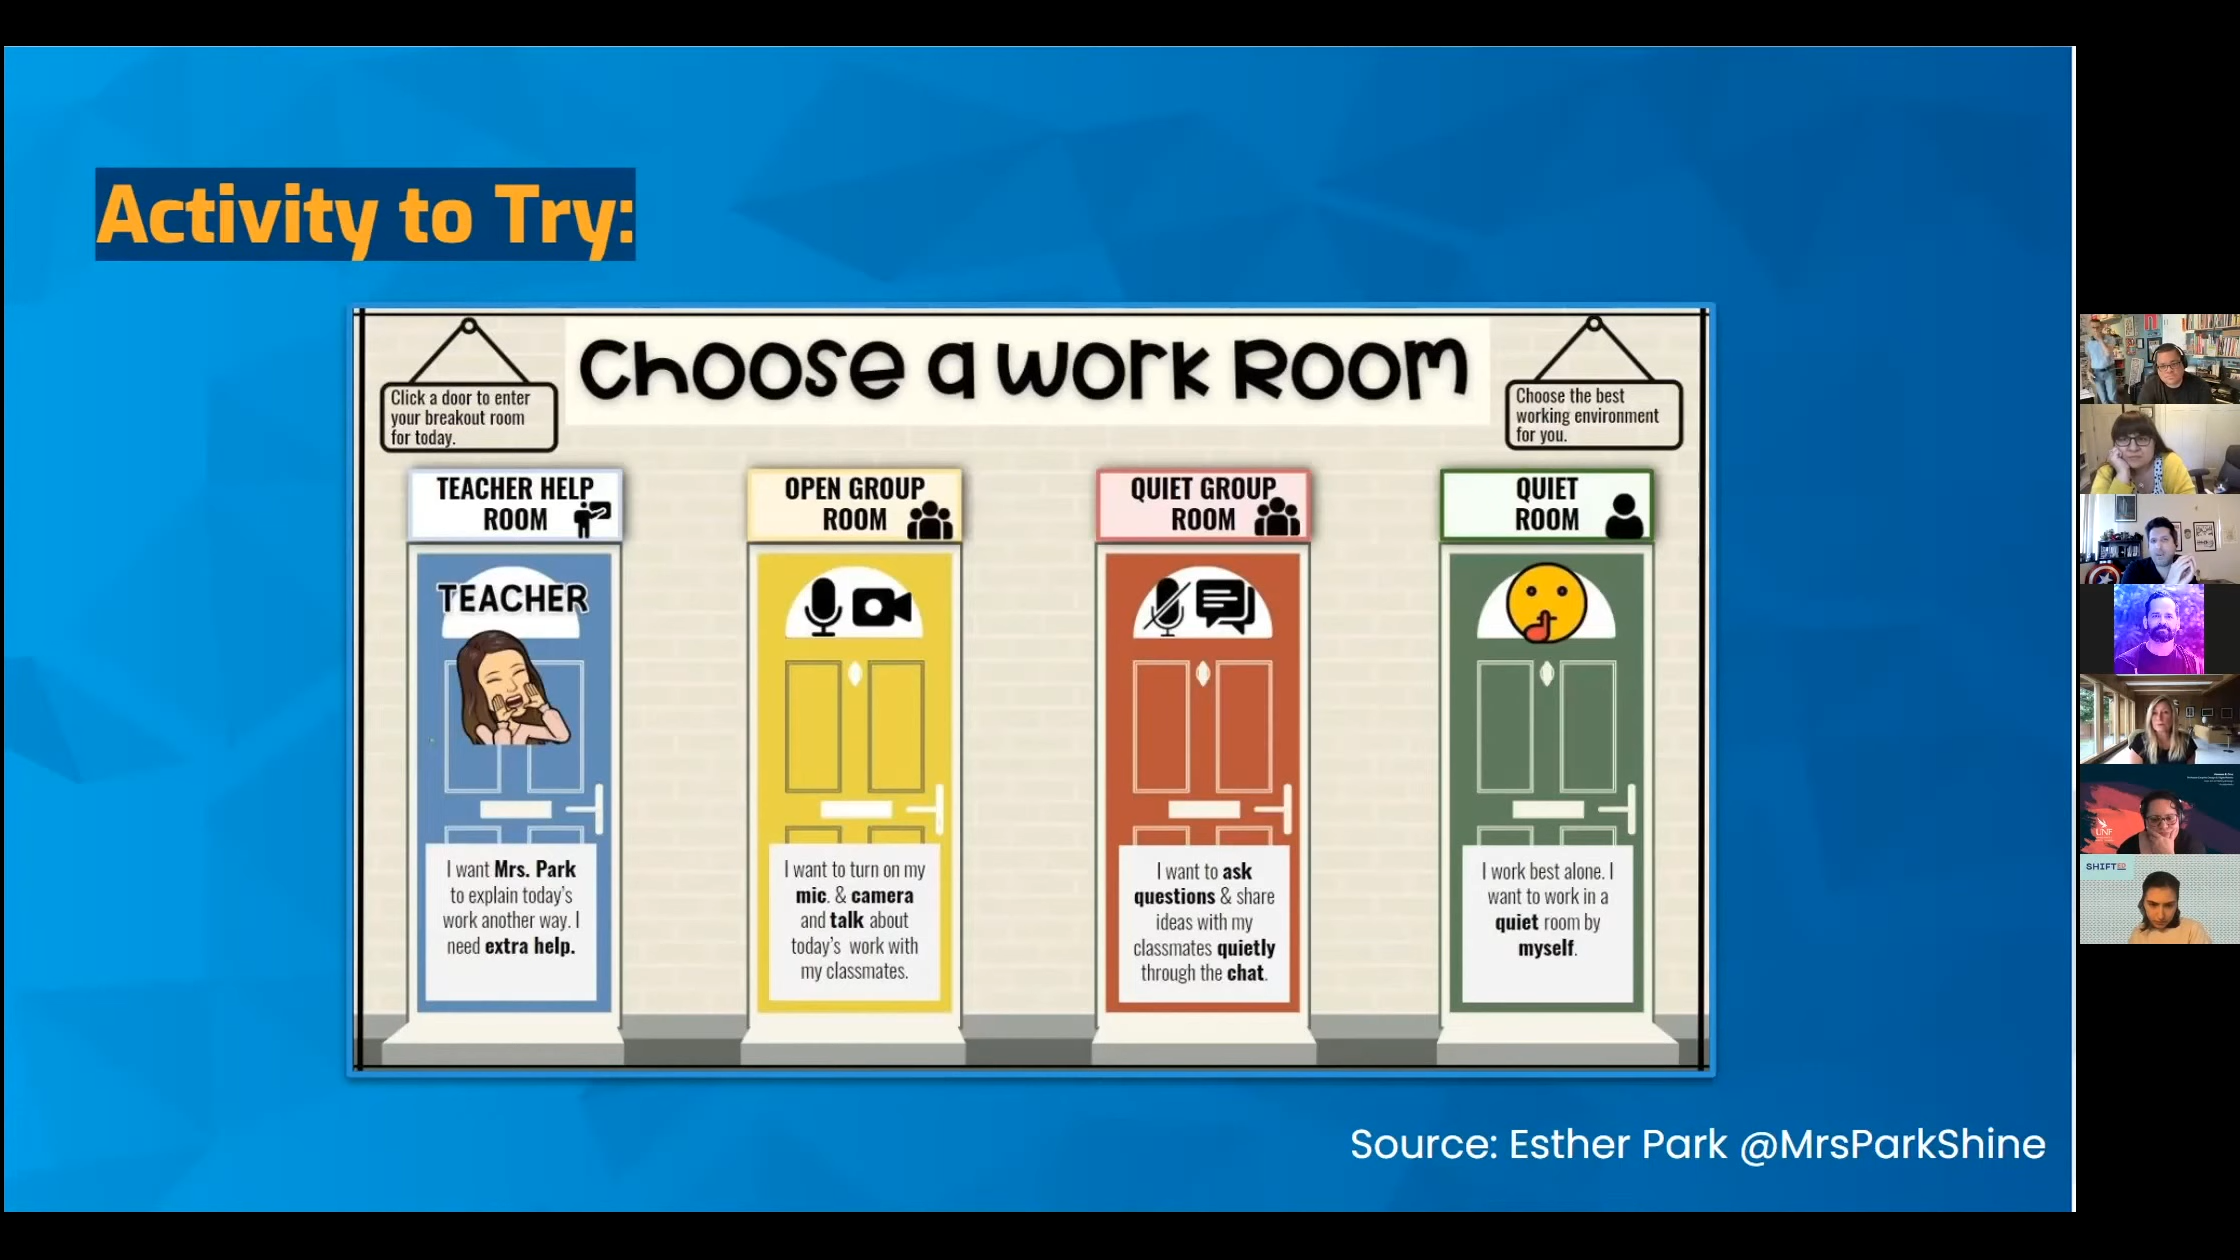 Activity to Try:
Choose a Work Room
Click a door to enter
your breakout room
for today.
Choose the best
working environment
for you.
TEACHER HELP
ROOM
TEACHER
I want Mrs. Park
to explain today's
work another way. I
need extra help.
OPEN GROUP
ROOM
I want to turn on my
mic. & camera
and talk about
today's work with
my classmates.
QUIET GROUP
ROOM
I want to ask
questions & share
ideas with my
classmates quietly
through the chat.
QUIET
ROOM
I work best alone. I
want to work in a
quiet room by
myself.
Source: Esther Park @MrsParkShine
UNF
SHIFTED